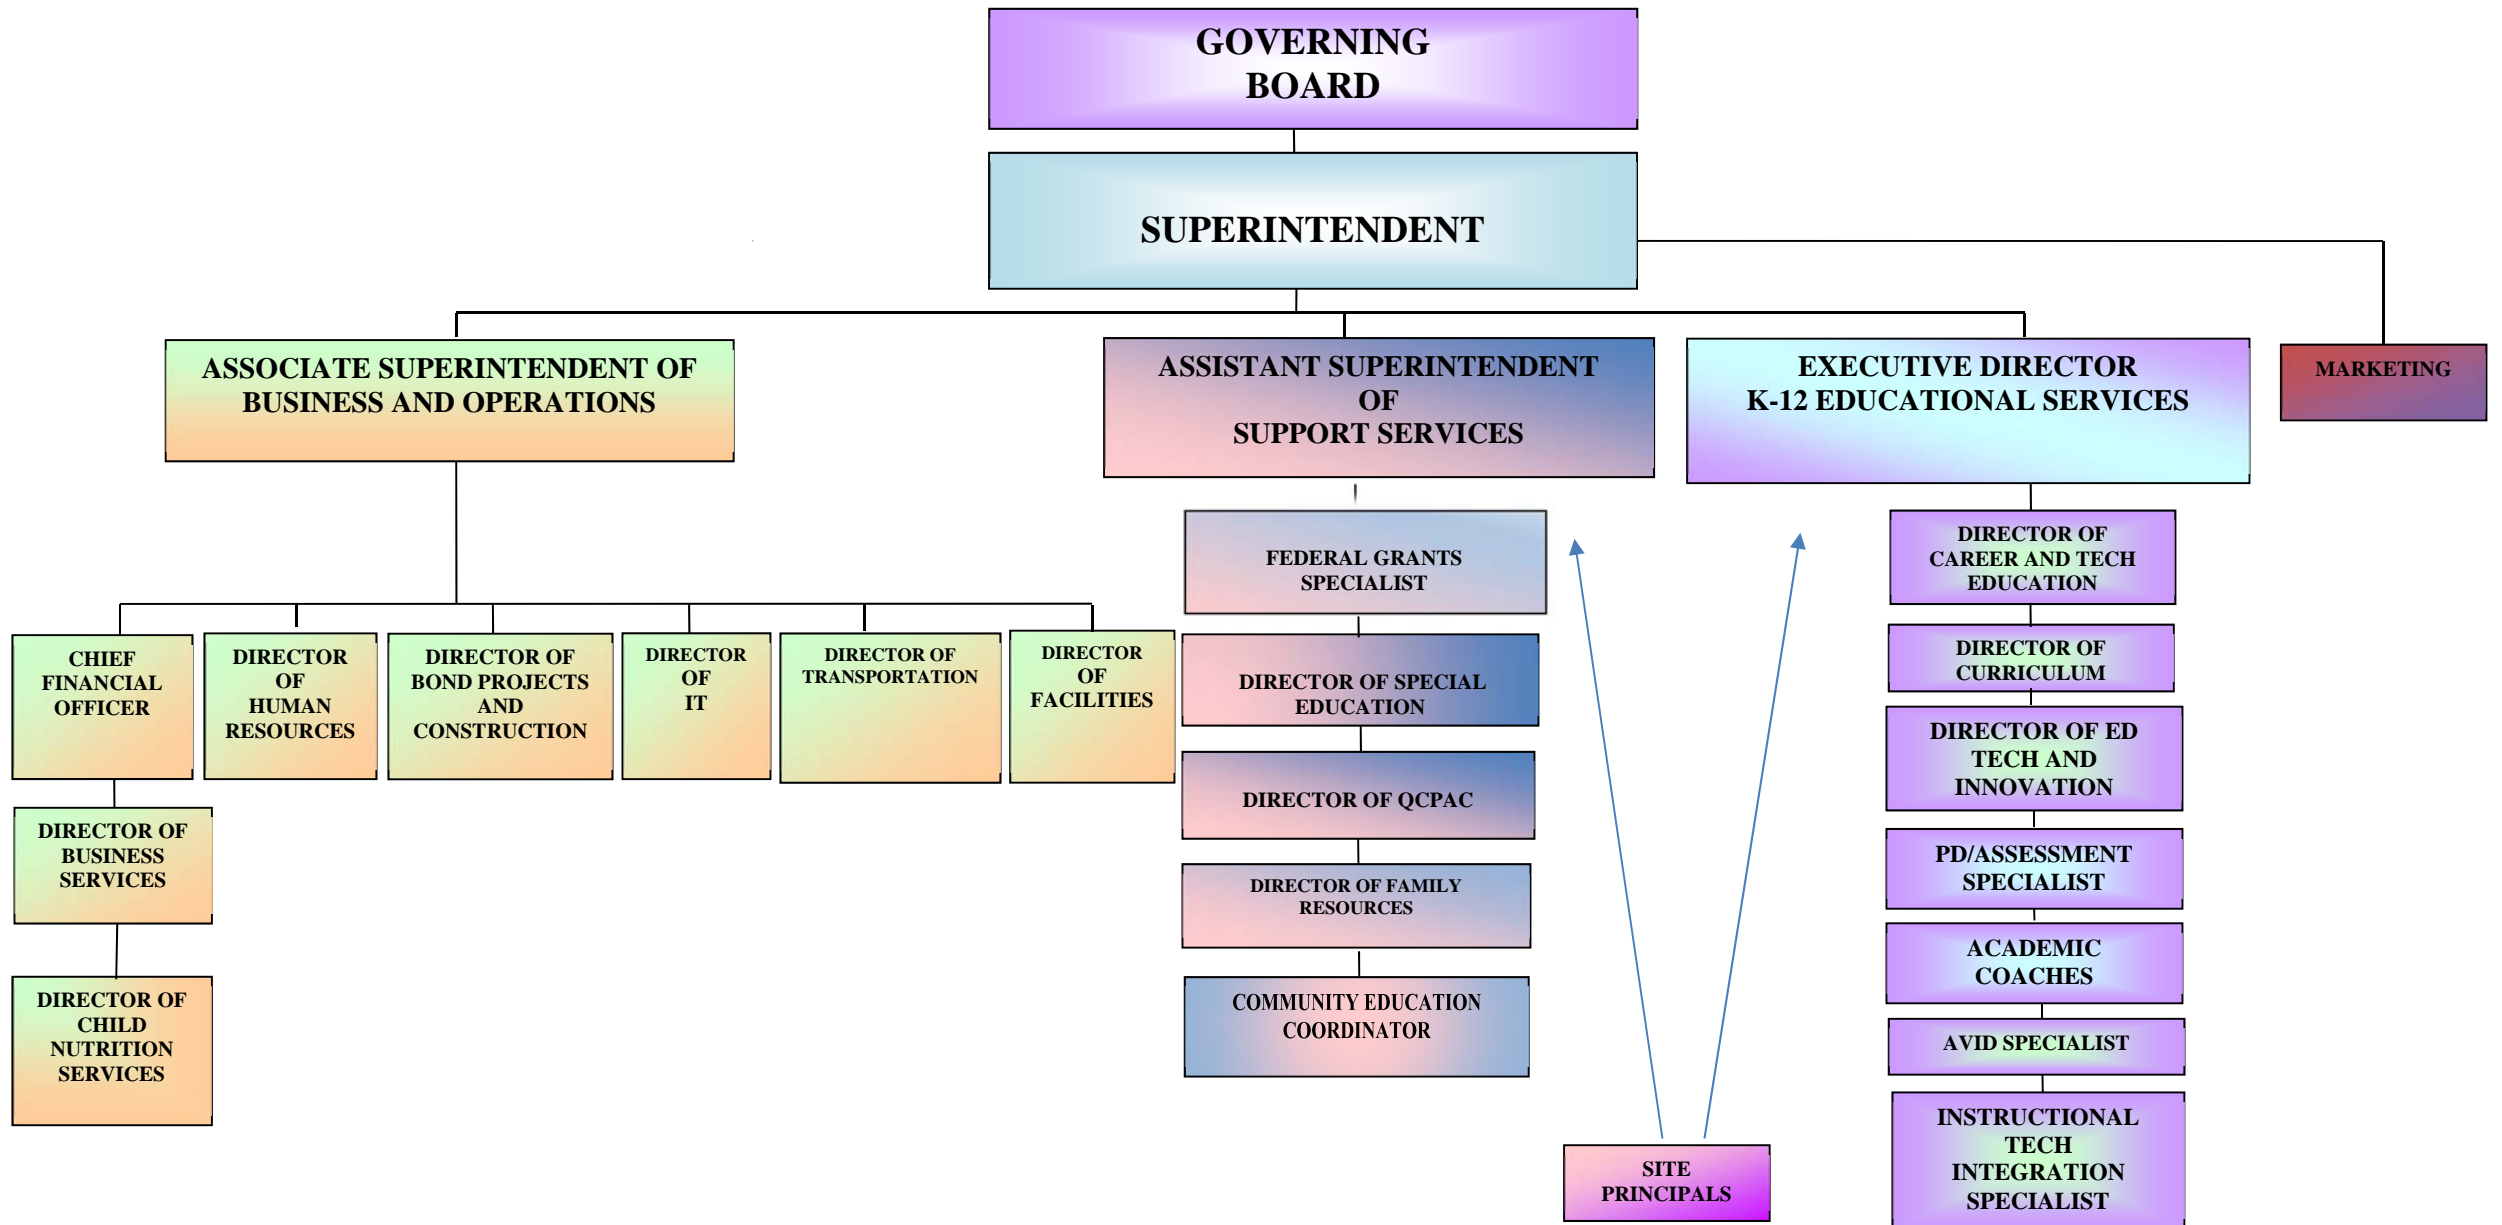 GOVERNING
BOARD
SUPERINTENDENT
ASSOCIATE SUPERINTENDENT OF
BUSINESS AND OPERATIONS
ASSISTANT SUPERINTENDENT
OF
SUPPORT SERVICES
EXECUTIVE DIRECTOR
K-12 EDUCATIONAL SERVICES
MARKETING
CHIEF
FINANCIAL
OFFICER
DIRECTOR
OF
HUMAN
RESOURCES
DIRECTOR OF
BOND PROJECTS
AND
CONSTRUCTION
DIRECTOR
OF
IT
DIRECTOR OF
TRANSPORTATION
DIRECTOR
OF
FACILITIES
DIRECTOR OF
BUSINESS
SERVICES
DIRECTOR OF
CHILD
NUTRITION
SERVICES
FEDERAL GRANTS
SPECIALIST
DIRECTOR OF SPECIAL
EDUCATION
DIRECTOR OF QCPAC
DIRECTOR OF FAMILY
RESOURCES
COMMUNITY EDUCATION
COORDINATOR
SITE
PRINCIPALS
DIRECTOR OF
CAREER AND TECH
EDUCATION
DIRECTOR OF
CURRICULUM
DIRECTOR OF ED
TECH AND
INNOVATION
PD/ASSESSMENT
SPECIALIST
ACADEMIC
COACHES
AVID SPECIALIST
INSTRUCTIONAL
TECH
INTEGRATION
SPECIALIST